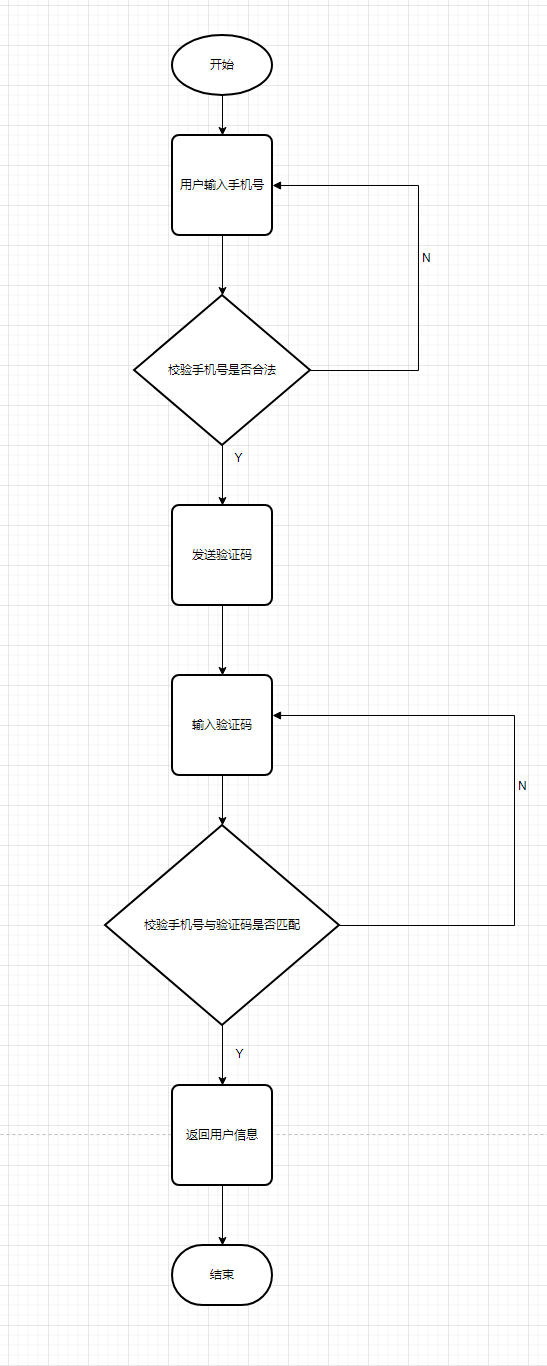 开始
用户输入手机号
N
校验手机号是否合法
Y
发送验证码
输入验证码
N
校验手机号与验证码是否匹配
Y
返回用户信息
结束